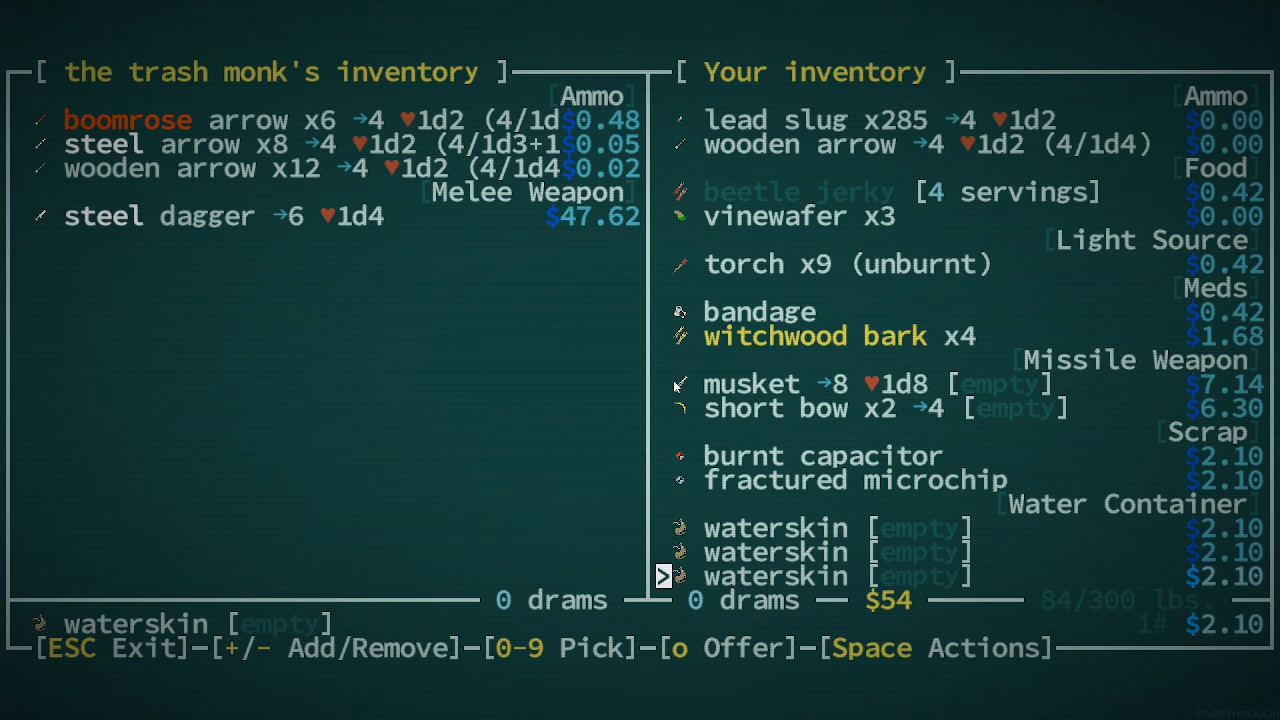 [ the trash monk's inventory ]
[Ammo]
boomrose arrow x6 →4 ♥1d2 (4/1d$0.48
steel arrow x8 →4 ♥1d2 (4/1d3+1$0.05
wooden arrow x12 →4 ♥1d2 (4/1d4$0.02
[Melee Weapon]
steel dagger →6 ♥1d4 $47.62
0 drams
[ Your inventory ]
[Ammo]
lead slug x285 →4 ♥1d2 $0.00
wooden arrow →4 ♥1d2 (4/1d4) $0.00
[Food]
beetle jerky [4 servings] $0.42
vinewafer x3 $0.00
[Light Source]
torch x9 (unburnt) $0.42
[Meds]
bandage $0.42
witchwood bark x4 $1.68
[Missile Weapon]
musket →8 ♥1d8 [empty] $7.14
short bow x2 →4 [empty] $6.30
[Scrap]
burnt capacitor $2.10
fractured microchip $2.10
[Water Container]
waterskin [empty] $2.10
waterskin [empty] $2.10
> waterskin [empty] $2.10
0 drams — $54 — 84/300 lbs.
waterskin [empty] 1# $2.10
[ESC Exit]—[+/- Add/Remove]—[0-9 Pick]—[o Offer]—[Space Actions]
PASSTHROUGH